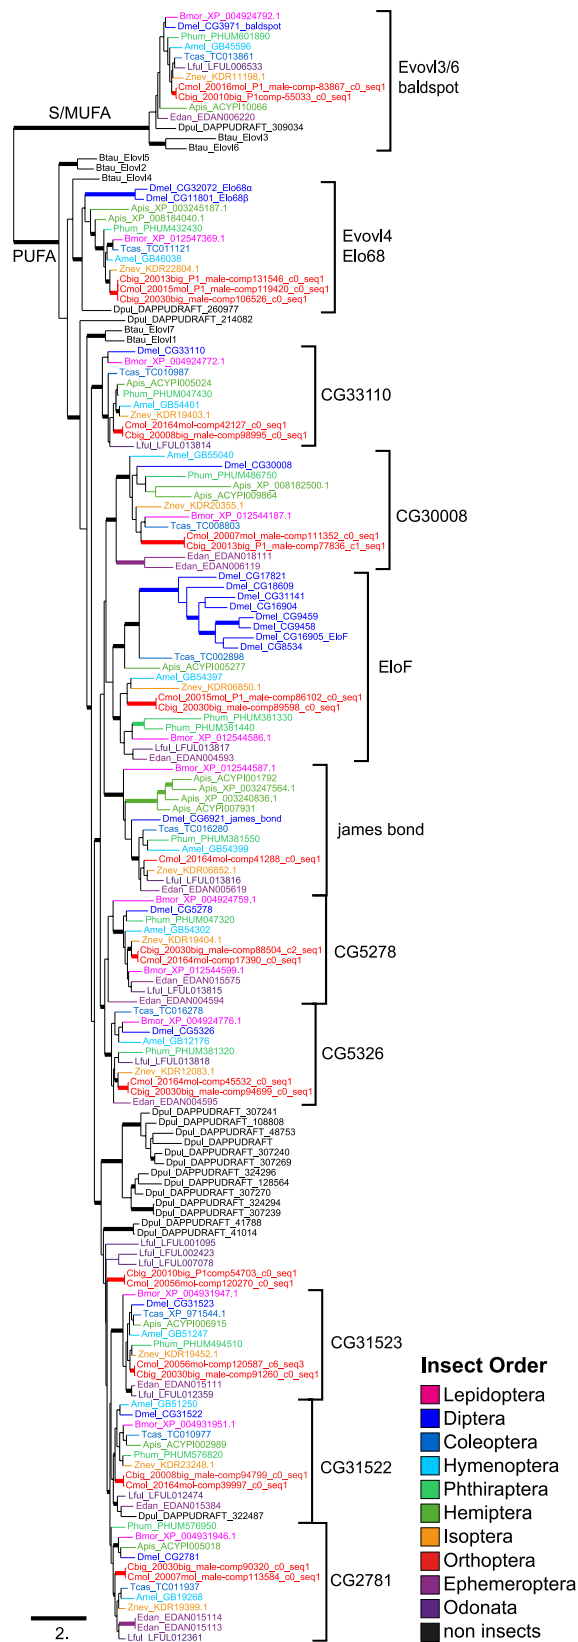 Bmor_XP_004924792.1
Dmel_CG3971_baldspot
Phum_PHUM601890
Amel_GB45596
Tcas_TC013861
Lful_LFUL006533
Znev_KDR11198.1
Cmol_20016mol_P1_male-comp-83867_c0_seq1
Cbig_20010big_P1comp-55033_c0_seq1
Apis_ACYPI10066
Edan_EDAN006220
Dpul_DAPPUDRAFT_309034
Btau_Elovl3
Btau_Elovl6
Evovl3/6
baldspot
S/MUFA
Btau_Elovl5
Btau_Elovl2
Btau_Elovl4
PUFA
Dmel_CG32072_Elo68α
Dmel_CG11801_Elo68β
Apis_XP_003245187.1
Apis_XP_008184040.1
Phum_PHUM432430
Bmor_XP_012547369.1
Tcas_TC011121
Amel_GB46038
Znev_KDR22804.1
Cbig_20013big_P1_male-comp131546_c0_seq1
Cmol_20015mol_P1_male-comp119420_c0_seq1
Cbig_20030big_male-comp106526_c0_seq1
Dpul_DAPPUDRAFT_260977
Evovl4
Elo68
Dpul_DAPPUDRAFT_214082
Btau_Elovl7
Btau_Elovl1
Dmel_CG33110
Bmor_XP_004924772.1
Tcas_TC010987
Apis_ACYPI005024
Phum_PHUM047430
Amel_GB54401
Znev_KDR19403.1
Cmol_20164mol-comp42127_c0_seq1
Cbig_20008big_male-comp98995_c0_seq1
Lful_LFUL013814
CG33110
Amel_GB55040
Dmel_CG30008
Phum_PHUM486750
Apis_XP_008182500.1
Apis_ACYPI009864
Znev_KDR20355.1
Bmor_XP_012544187.1
Tcas_TC008803
Cmol_20007mol_male-comp111352_c0_seq1
Cbig_20013big_P1_male-comp77836_c1_seq1
Edan_EDAN018111
Edan_EDAN006119
CG30008
Dmel_CG17821
Dmel_CG18609
Dmel_CG31141
Dmel_CG16904
Dmel_CG9459
Dmel_CG9458
Dmel_CG16905_EloF
Dmel_CG8534
Tcas_TC002898
Apis_ACYPI005277
Amel_GB54397
Znev_KDR06850.1
Cmol_20015mol_P1_male-comp86102_c0_seq1
Cbig_20030big_male-comp89598_c0_seq1
Phum_PHUM381330
Phum_PHUM381440
Bmor_XP_012544586.1
Lful_LFUL013817
Edan_EDAN004593
EloF
Bmor_XP_012544587.1
Apis_ACYPI001792
Apis_XP_003247564.1
Apis_XP_003240836.1
Apis_ACYPI007931
Dmel_CG6921_james_bond
Tcas_TC016280
Phum_PHUM381550
Amel_GB54399
Cmol_20164mol-comp41288_c0_seq1
Znev_KDR06852.1
Lful_LFUL013816
Edan_EDAN005619
james bond
Bmor_XP_004924759.1
Dmel_CG5278
Phum_PHUM047320
Amel_GB54302
Znev_KDR19404.1
Cbig_20030big_male-comp88504_c2_seq1
Cmol_20164mol-comp17390_c0_seq1
Bmor_XP_012544599.1
Edan_EDAN015575
Lful_LFUL013815
Edan_EDAN004594
CG5278
Tcas_TC016278
Bmor_XP_004924776.1
Dmel_CG5326
Amel_GB12176
Phum_PHUM381320
Lful_LFUL013818
Znev_KDR12083.1
Cmol_20164mol-comp45532_c0_seq1
Cbig_20030big_male-comp94699_c0_seq1
Edan_EDAN004595
CG5326
Dpul_DAPPUDRAFT_307241
Dpul_DAPPUDRAFT_108808
Dpul_DAPPUDRAFT_48753
Dpul_DAPPUDRAFT
Dpul_DAPPUDRAFT_307240
Dpul_DAPPUDRAFT_307269
Dpul_DAPPUDRAFT_324296
Dpul_DAPPUDRAFT_128564
Dpul_DAPPUDRAFT_307270
Dpul_DAPPUDRAFT_324294
Dpul_DAPPUDRAFT_307239
Dpul_DAPPUDRAFT_41788
Dpul_DAPPUDRAFT_41014
Lful_LFUL001095
Lful_LFUL002423
Lful_LFUL007078
Cbig_20010big_P1comp54703_c0_seq1
Cmol_20056mol-comp120270_c0_seq1
Bmor_XP_004931947.1
Dmel_CG31523
Tcas_XP_971544.1
Apis_ACYPI006915
Amel_GB51247
Phum_PHUM494510
Znev_KDR19452.1
Cmol_20056mol-comp120587_c6_seq3
Cbig_20030big_male-comp91260_c0_seq1
Edan_EDAN015111
Lful_LFUL012359
CG31523
Amel_GB51250
Dmel_CG31522
Bmor_XP_004931951.1
Tcas_TC010977
Apis_ACYPI002989
Phum_PHUM576820
Znev_KDR23248.1
Cbig_20008big_male-comp94799_c0_seq1
Cmol_20164mol-comp39997_c0_seq1
Lful_LFUL012474
Edan_EDAN015384
Dpul_DAPPUDRAFT_322487
CG31522
Phum_PHUM576950
Bmor_XP_004931946.1
Apis_ACYPI005018
Dmel_CG2781
Cbig_20030big_male-comp90320_c0_seq1
Cmol_20007mol_male-comp113584_c0_seq1
Tcas_TC011937
Amel_GB19268
Znev_KDR19399.1
Edan_EDAN015114
Edan_EDAN015113
Lful_LFUL012361
CG2781
2.
Insect Order
Lepidoptera
Diptera
Coleoptera
Hymenoptera
Phthiraptera
Hemiptera
Isoptera
Orthoptera
Ephemeroptera
Odonata
non insects